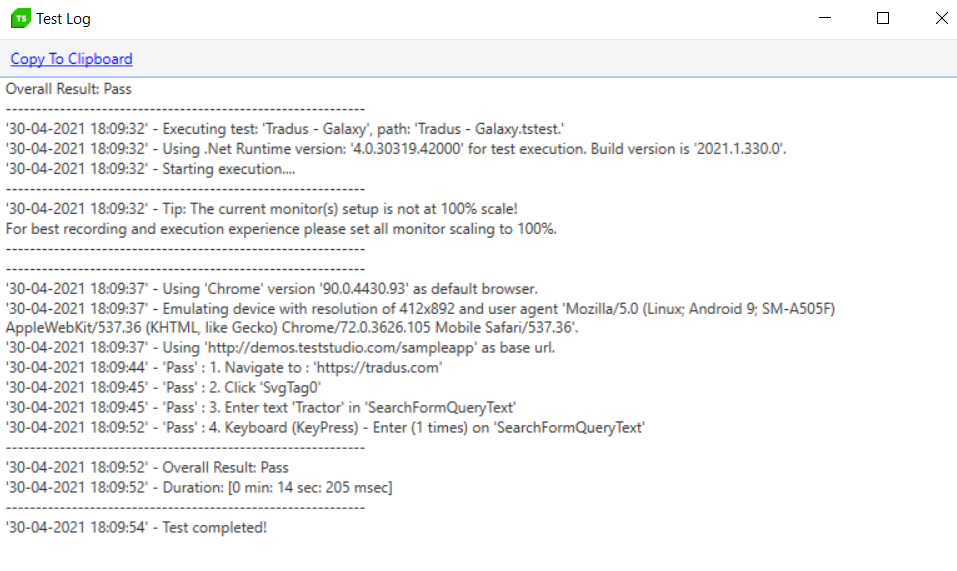 TS Test Log
Copy To Clipboard
Overall Result: Pass
------------------------------------------------------------
'30-04-2021 18:09:32' - Executing test: 'Tradus - Galaxy', path: 'Tradus - Galaxy.tstest.'
'30-04-2021 18:09:32' - Using .Net Runtime version: '4.0.30319.42000' for test execution. Build version is '2021.1.330.0'.
'30-04-2021 18:09:32' - Starting execution....
------------------------------------------------------------
'30-04-2021 18:09:32' - Tip: The current monitor(s) setup is not at 100% scale!
For best recording and execution experience please set all monitor scaling to 100%.
------------------------------------------------------------
------------------------------------------------------------
'30-04-2021 18:09:37' - Using 'Chrome' version '90.0.4430.93' as default browser.
'30-04-2021 18:09:37' - Emulating device with resolution of 412x892 and user agent 'Mozilla/5.0 (Linux; Android 9; SM-A505F)
AppleWebKit/537.36 (KHTML, like Gecko) Chrome/72.0.3626.105 Mobile Safari/537.36'.
'30-04-2021 18:09:37' - Using 'http://demos.teststudio.com/sampleapp' as base url.
'30-04-2021 18:09:44' - 'Pass' : 1. Navigate to : 'https://tradus.com'
'30-04-2021 18:09:45' - 'Pass' : 2. Click 'SvgTag0'
'30-04-2021 18:09:45' - 'Pass' : 3. Enter text 'Tractor' in 'SearchFormQueryText'
'30-04-2021 18:09:52' - 'Pass' : 4. Keyboard (KeyPress) - Enter (1 times) on 'SearchFormQueryText'
------------------------------------------------------------
'30-04-2021 18:09:52' - Overall Result: Pass
'30-04-2021 18:09:52' - Duration: [0 min: 14 sec: 205 msec]
------------------------------------------------------------
'30-04-2021 18:09:54' - Test completed!